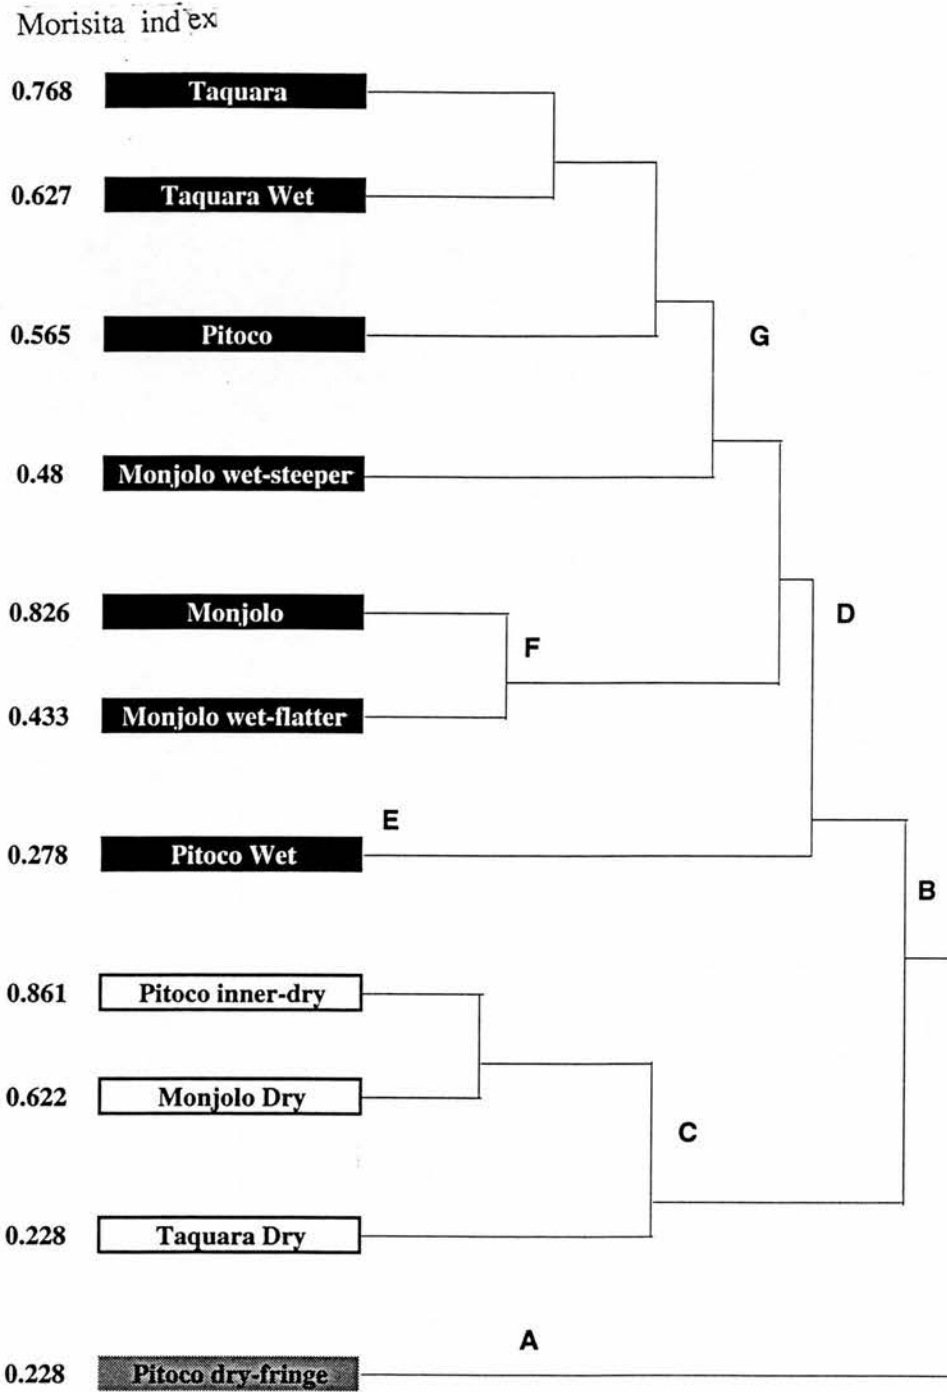 Morisita index
0.768 Taquara
0.627 Taquara Wet
0.565 Pitoco G
0.48 Monjolo wet-steeper
0.826 Monjolo D
F
0.433 Monjolo wet-flatter
E
0.278 Pitoco Wet
B
0.861 Pitoco inner-dry
0.622 Monjolo Dry
C
0.228 Taquara Dry
A
0.228 Pitoco dry-fringe